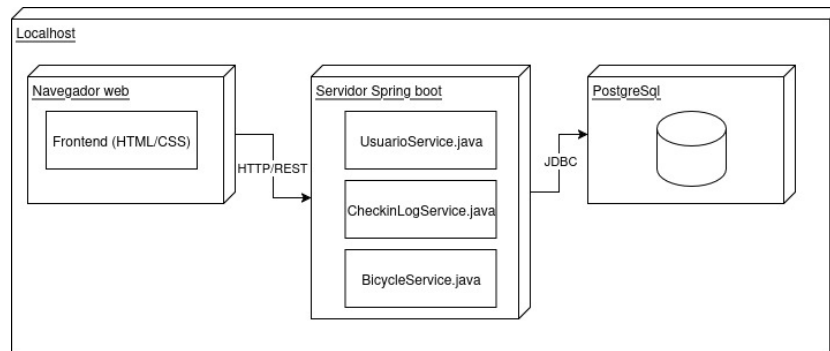 Localhost
Navegador web
Frontend (HTML/CSS)
HTTP/REST
Servidor Spring boot
UsuarioService.java
CheckinLogService.java
BicycleService.java
JDBC
PostgreSql